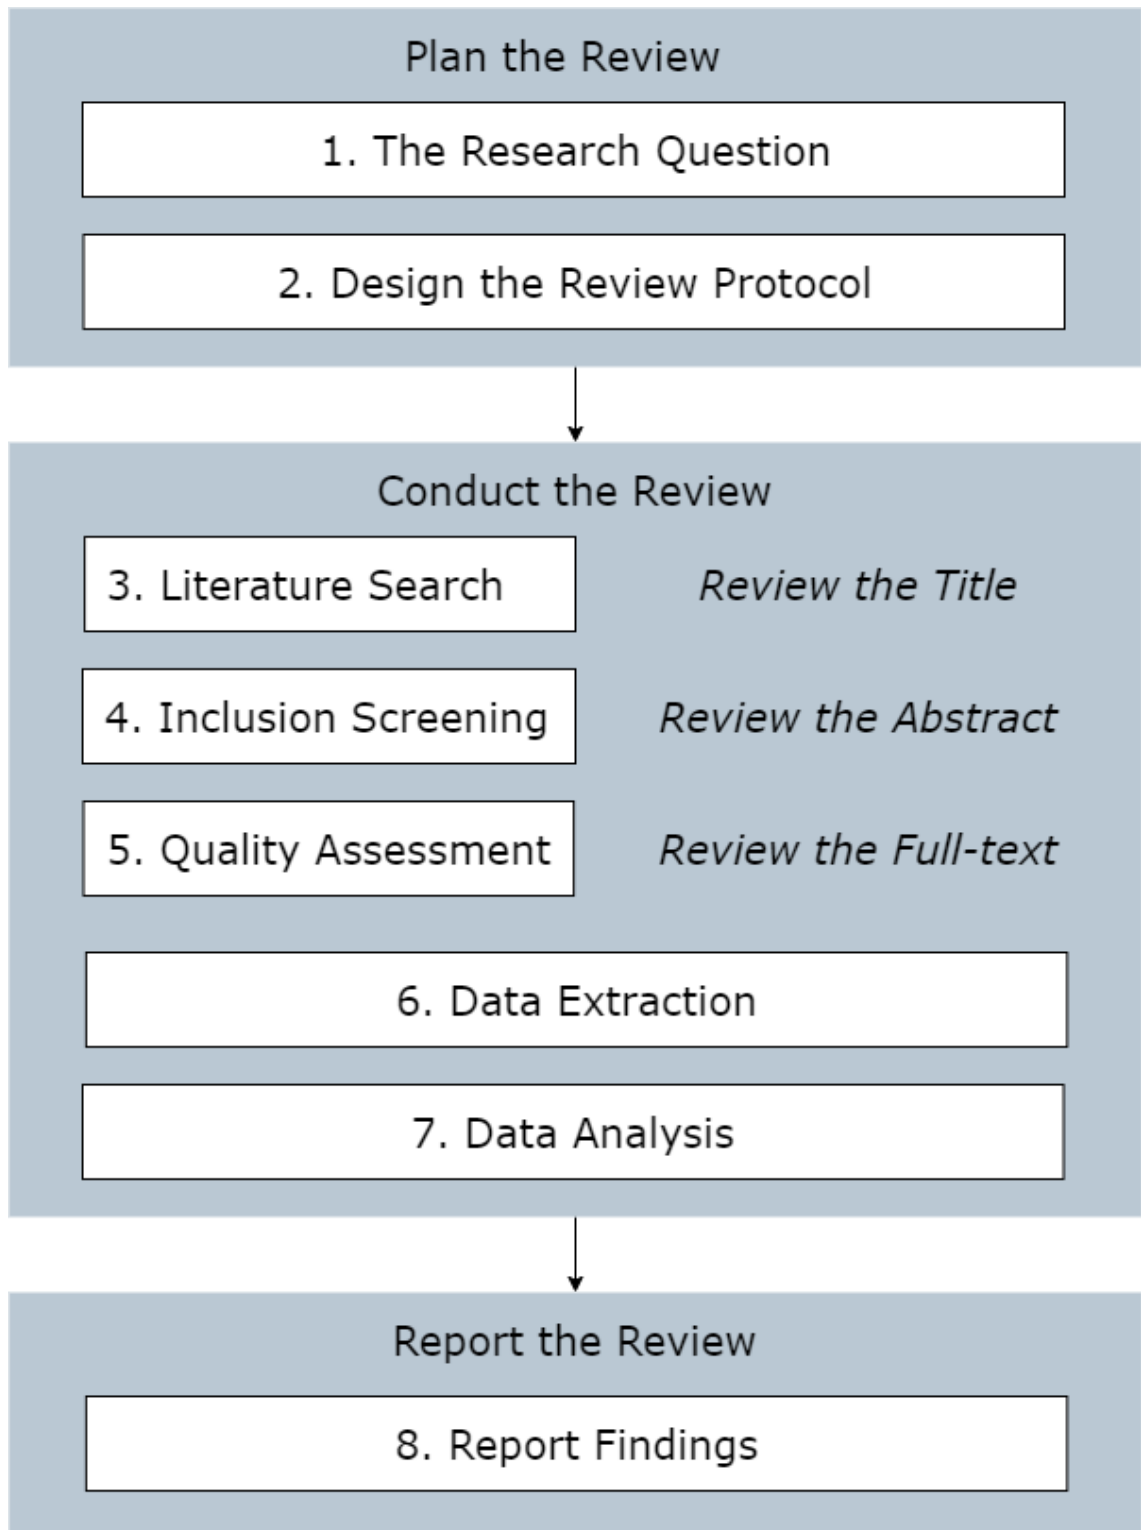 Plan the Review
1. The Research Question
2. Design the Review Protocol
Conduct the Review
3. Literature Search
Review the Title
4. Inclusion Screening
Review the Abstract
5. Quality Assessment
Review the Full-text
6. Data Extraction
7. Data Analysis
Report the Review
8. Report Findings